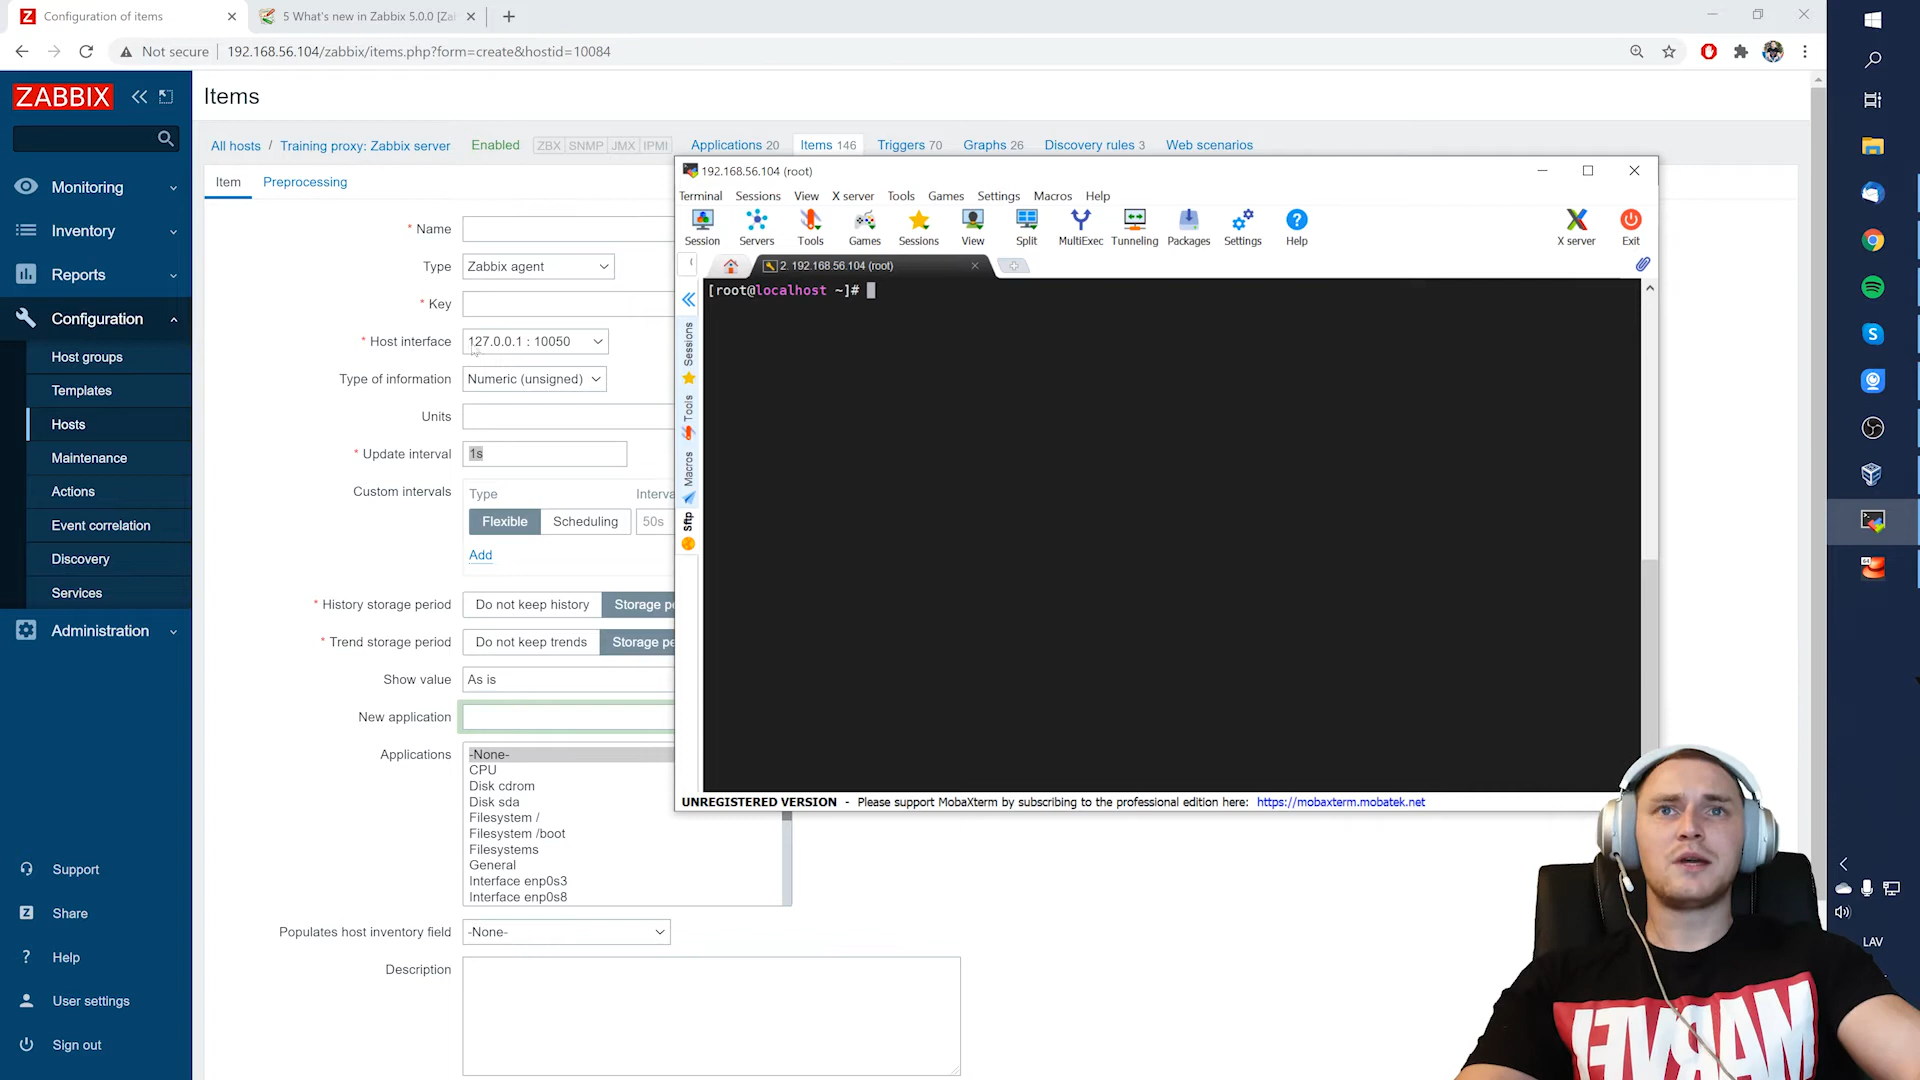 Configuration of items
5 What's new in Zabbix 5.0.0 [Za
Not secure
192.168.56.104/zabbix/items.php?form=create&hostid=10084
ZABBIX
Items
All hosts / Training proxy: Zabbix server Enabled ZBX SNMP JMX IPMI Applications 20 Items 146 Triggers 70 Graphs 26 Discovery rules 3 Web scenarios
Item Preprocessing
Monitoring
Inventory
Reports
Configuration
Host groups
Templates
Hosts
Maintenance
Actions
Event correlation
Discovery
Services
Administration
Support
Share
Help
User settings
Sign out
* Name
Type Zabbix agent
* Key
* Host interface 127.0.0.1 : 10050
Type of information Numeric (unsigned)
Units
* Update interval 1s
Custom intervals Type Interva
Flexible Scheduling 50s
Add
* History storage period Do not keep history Storage pe
* Trend storage period Do not keep trends Storage pe
Show value As is
New application
Applications -None-
CPU
Disk cdrom
Disk sda
Filesystem /
Filesystem /boot
Filesystems
General
Interface enp0s3
Interface enp0s8
Populates host inventory field -None-
Description
192.168.56.104 (root)
Terminal Sessions View X server Tools Games Settings Macros Help
Session Servers Tools Games Sessions View Split MultiExec Tunneling Packages Settings Help X server Exit
2. 192.168.56.104 (root)
[root@localhost ~]#
Sessions
Tools
Macros
Sftp
UNREGISTERED VERSION - Please support MobaXterm by subscribing to the professional edition here: https://mobaxterm.mobatek.net
LAV
MARVEL